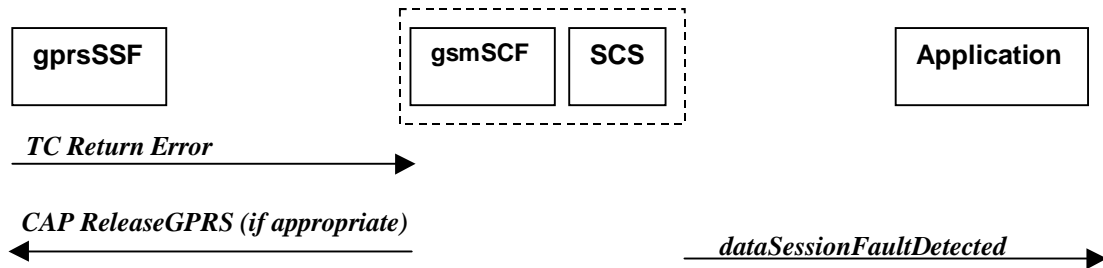 gprsSSF
gsmSCF
SCS
Application
TC Return Error
CAP ReleaseGPRS (if appropriate)
dataSessionFaultDetected